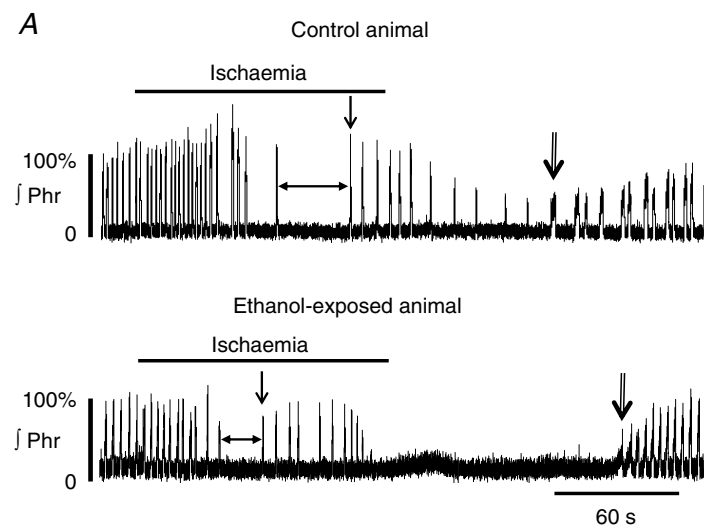 A
Control animal
Ischaemia
100%
∫ Phr
0
Ethanol-exposed animal
Ischaemia
100%
∫ Phr
0
60 s